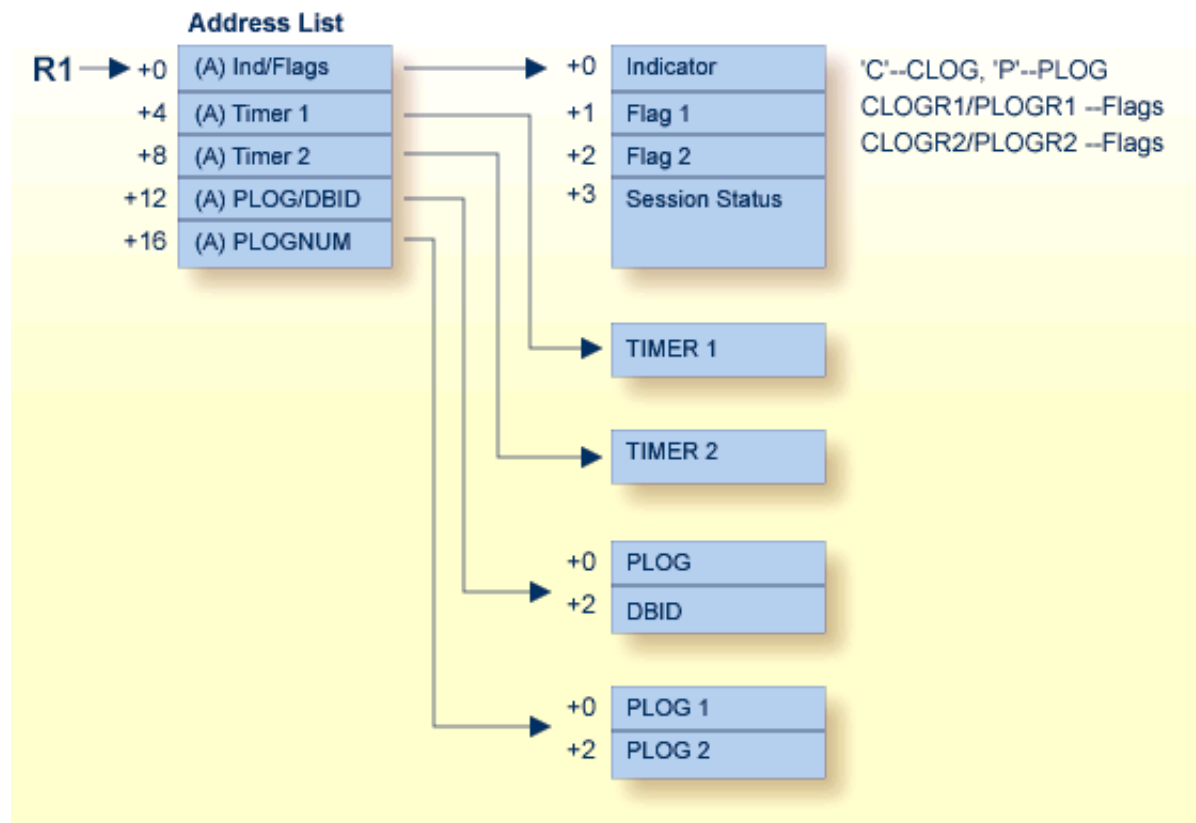 Address List
R1 +0 (A) Ind/Flags
+4 (A) Timer 1
+8 (A) Timer 2
+12 (A) PLOG/DBID
+16 (A) PLOGNUM
+0 Indicator 'C'--CLOG, 'P'--PLOG
+1 Flag 1 CLOGR1/PLOGR1 --Flags
+2 Flag 2 CLOGR2/PLOGR2 --Flags
+3 Session Status
TIMER 1
TIMER 2
+0 PLOG
+2 DBID
+0 PLOG 1
+2 PLOG 2